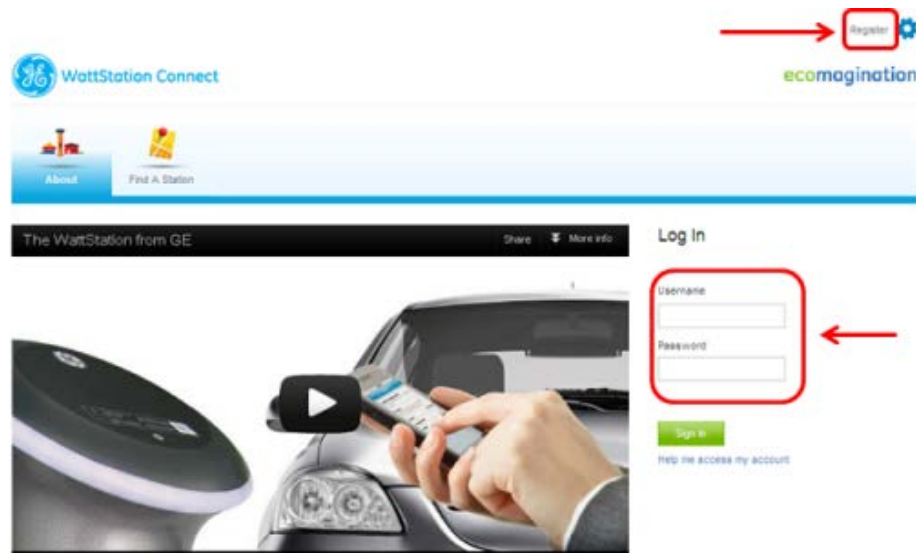 Register
GE WattStation Connect
ecomagination
About
Find A Station
The WattStation from GE
Share
More info
Log In
Username
Password
Sign In
Help me access my account